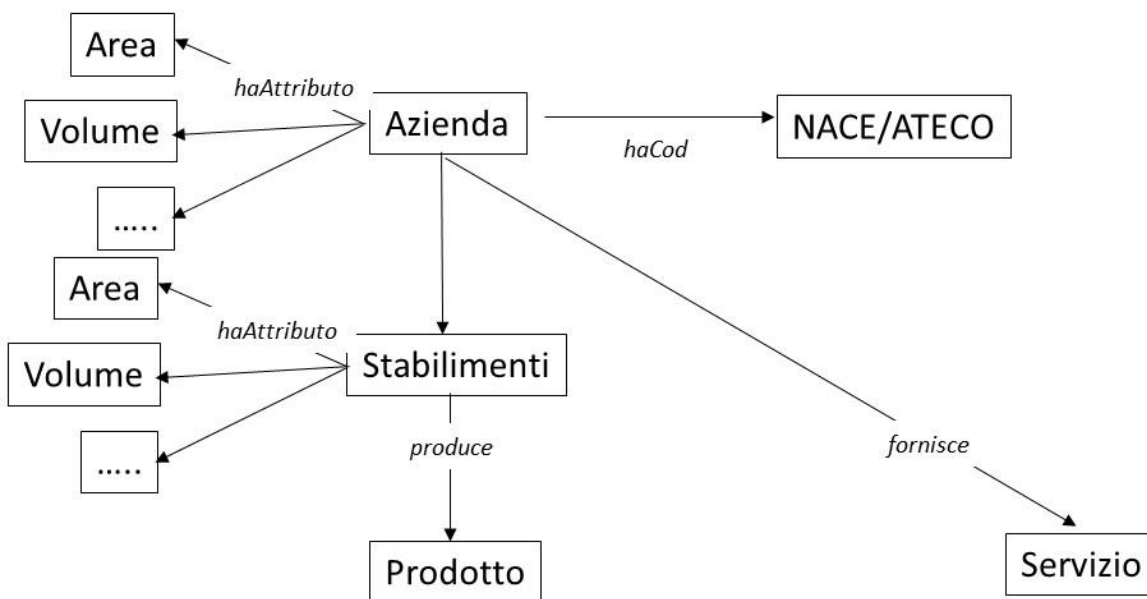 Area
haAttributo
Volume
Azienda
NACE/ATECO
haCod
…..
Area
haAttributo
Stabilimenti
Volume
produce
fornisce
…..
Prodotto
Servizio